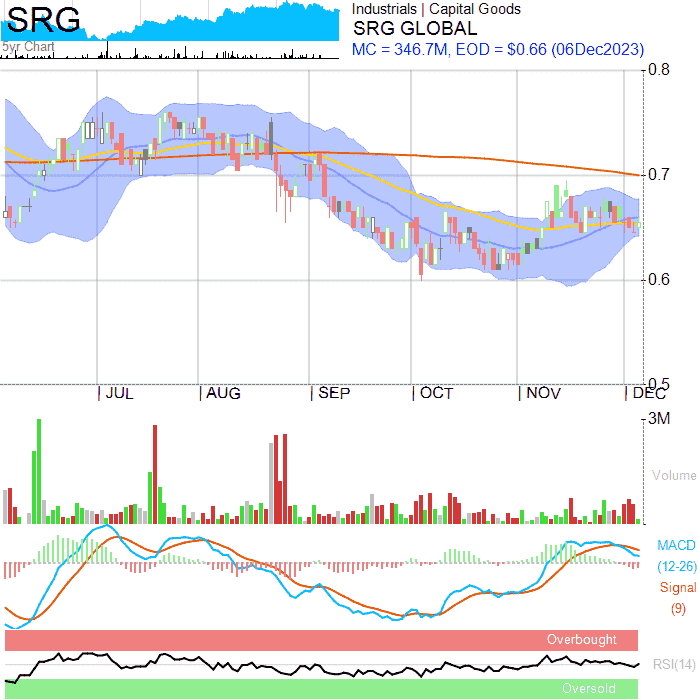 SRG
5yr Chart
Industrials | Capital Goods
SRG GLOBAL
MC = 346.7M, EOD = $0.66 (06Dec2023)
0.8
0.7
0.6
0.5
JUL
AUG
SEP
OCT
NOV
DEC
3M
Volume
MACD
(12-26)
Signal
(9)
Overbought
RSI(14)
Oversold